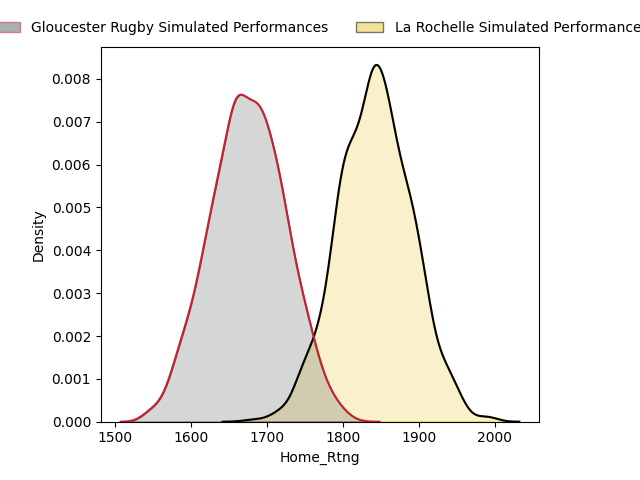 Gloucester Rugby Simulated Performances
La Rochelle Simulated Performance
0.008
0.007
0.006
0.005
0.004
0.003
0.002
0.001
0.000
Density
1500 1600 1700 1800 1900 2000
Home_Rtng